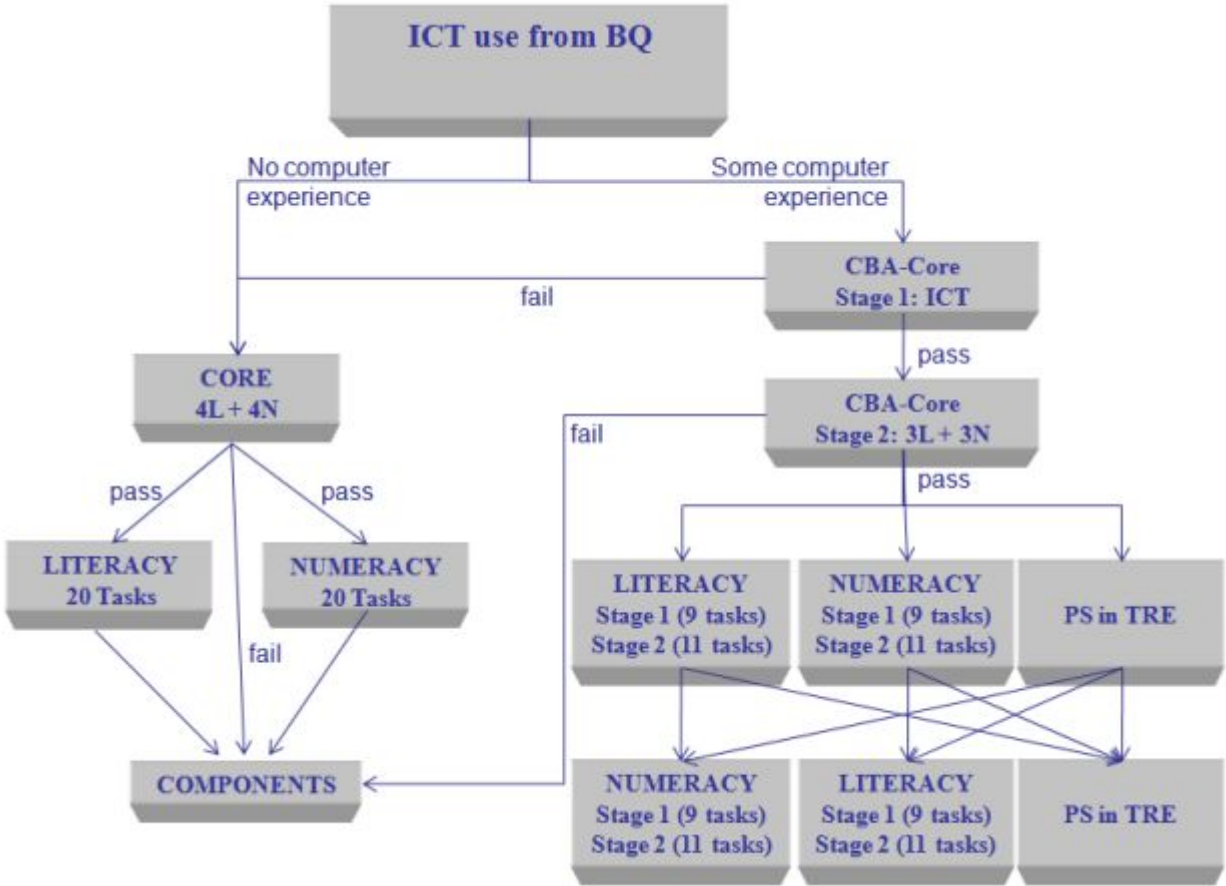 ICT use from BQ
No computer
experience
Some computer
experience
CBA-Core
Stage 1: ICT
fail
pass
CORE
4L + 4N
CBA-Core
Stage 2: 3L + 3N
fail
pass
pass
pass
LITERACY
20 Tasks
NUMERACY
20 Tasks
fail
LITERACY
Stage 1 (9 tasks)
Stage 2 (11 tasks)
NUMERACY
Stage 1 (9 tasks)
Stage 2 (11 tasks)
PS in TRE
COMPONENTS
NUMERACY
Stage 1 (9 tasks)
Stage 2 (11 tasks)
LITERACY
Stage 1 (9 tasks)
Stage 2 (11 tasks)
PS in TRE